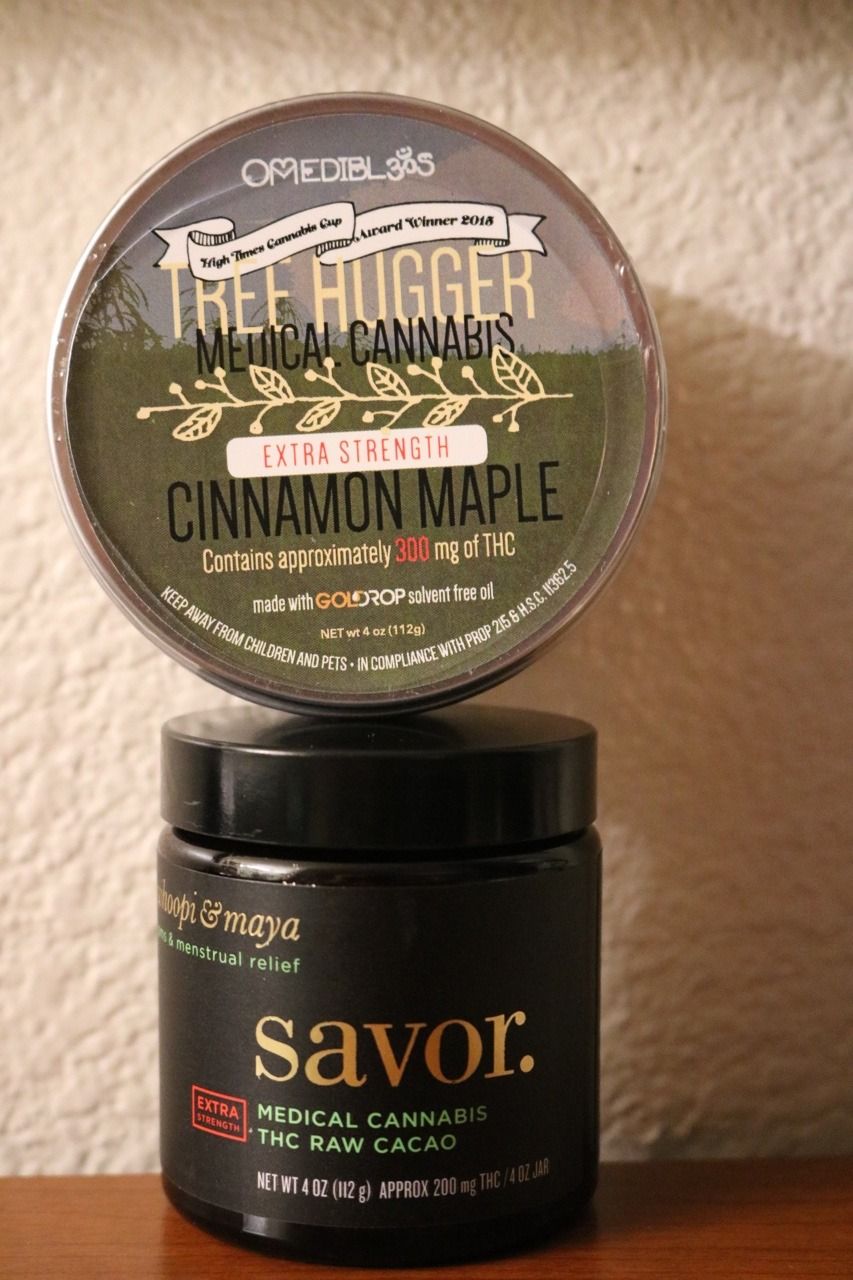 OMEDIBLES
High Times Cannabis Cup Award Winner 2015
TREE HUGGER
MEDICAL CANNABIS
EXTRA STRENGTH
CINNAMON MAPLE
Contains approximately 300 mg of THC
made with GOLDROP solvent free oil
NET wt 4 oz (112g)
KEEP AWAY FROM CHILDREN AND PETS • IN COMPLIANCE WITH PROP 215 & H.S.C. 11362.5
whoopi & maya
& menstrual relief
savor.
EXTRA
STRENGTH
MEDICAL CANNABIS
THC RAW CACAO
NET WT 4 OZ (112 g) APPROX 200 mg THC / 4 OZ JAR